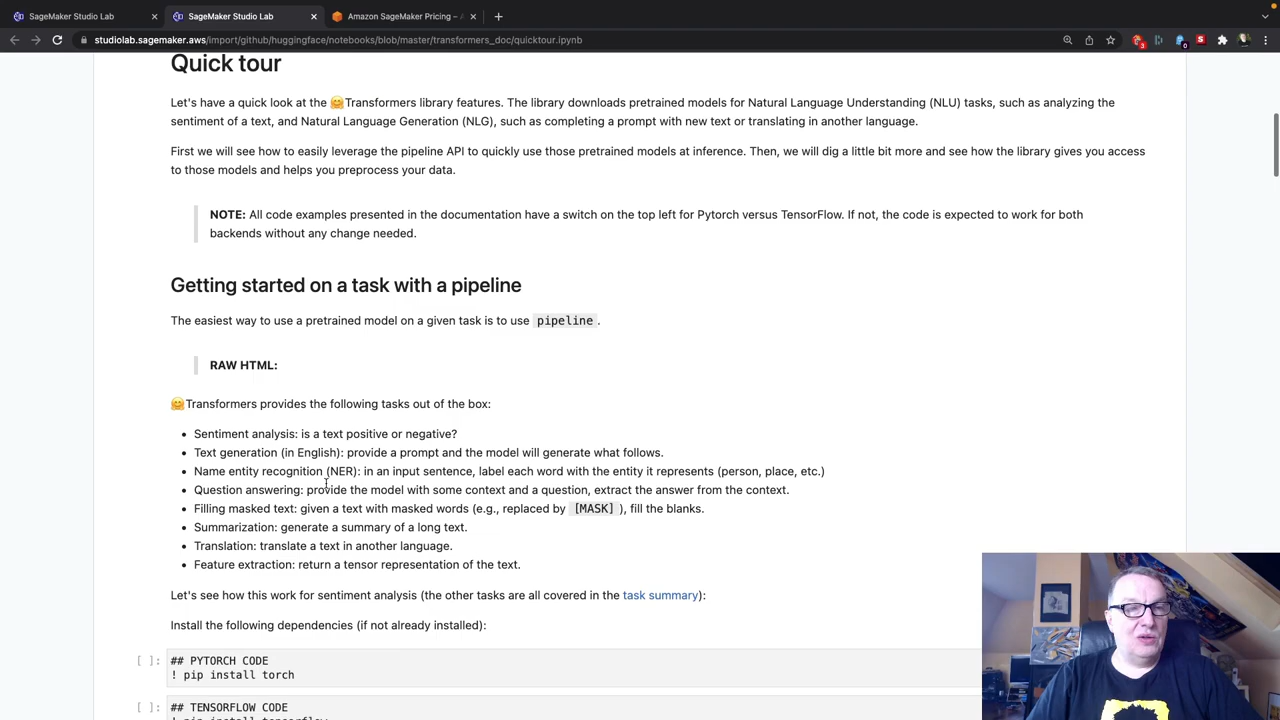 SageMaker Studio Lab
SageMaker Studio Lab
Amazon SageMaker Pricing –
studiolab.sagemaker.aws/import/github/huggingface/notebooks/blob/master/transformers_doc/quicktour.ipynb
3
0
Quick tour
Let's have a quick look at the 🤗Transformers library features. The library downloads pretrained models for Natural Language Understanding (NLU) tasks, such as analyzing the
sentiment of a text, and Natural Language Generation (NLG), such as completing a prompt with new text or translating in another language.
First we will see how to easily leverage the pipeline API to quickly use those pretrained models at inference. Then, we will dig a little bit more and see how the library gives you access
to those models and helps you preprocess your data.
NOTE: All code examples presented in the documentation have a switch on the top left for Pytorch versus TensorFlow. If not, the code is expected to work for both
backends without any change needed.
Getting started on a task with a pipeline
The easiest way to use a pretrained model on a given task is to use pipeline .
RAW HTML:
🤗Transformers provides the following tasks out of the box:
• Sentiment analysis: is a text positive or negative?
• Text generation (in English): provide a prompt and the model will generate what follows.
• Name entity recognition (NER): in an input sentence, label each word with the entity it represents (person, place, etc.)
• Question answering: provide the model with some context and a question, extract the answer from the context.
• Filling masked text: given a text with masked words (e.g., replaced by [MASK] ), fill the blanks.
• Summarization: generate a summary of a long text.
• Translation: translate a text in another language.
• Feature extraction: return a tensor representation of the text.
Let's see how this work for sentiment analysis (the other tasks are all covered in the task summary):
Install the following dependencies (if not already installed):
[ ]: ## PYTORCH CODE
! pip install torch
[ ]: ## TENSORFLOW CODE
! pip install tensorflow